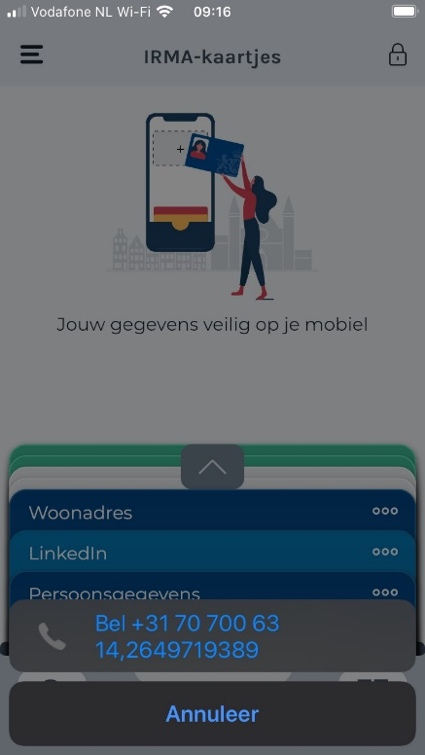 Vodafone NL Wi-Fi 09:16
IRMA-kaartjes
+
Jouw gegevens veilig op je mobiel
Woonadres
LinkedIn
Persoonsgegevens
Bel +31 70 700 63
14,2649719389
Annuleer